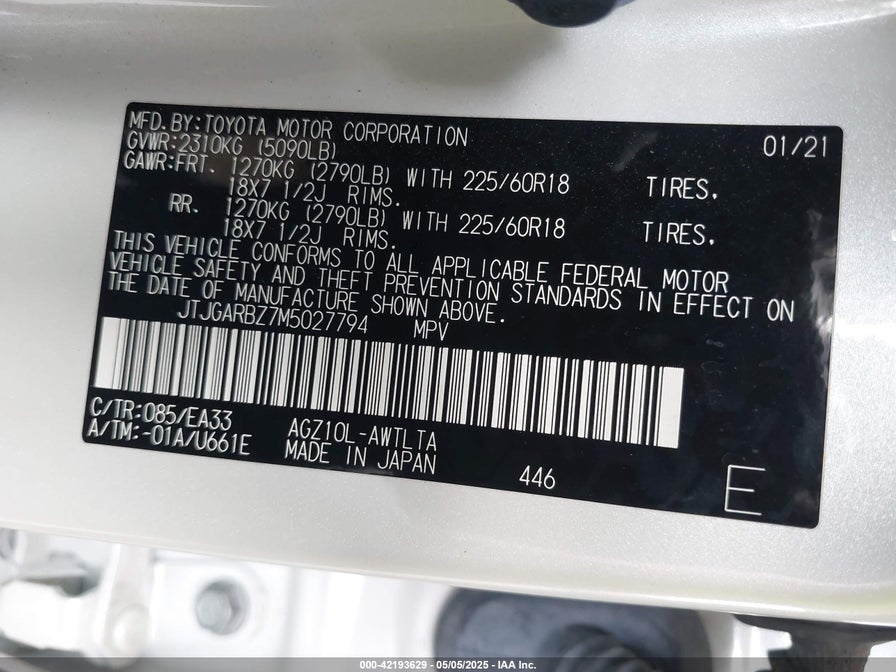 MFD.BY:TOYOTA MOTOR CORPORATION 01/21
GVWR:2310KG (5090LB)
GAWR:FRT. 1270KG (2790LB) WITH 225/60R18 TIRES,
18X7 1/2J RIMS.
RR. 1270KG (2790LB) WITH 225/60R18 TIRES,
18X7 1/2J RIMS.
THIS VEHICLE CONFORMS TO ALL APPLICABLE FEDERAL MOTOR
VEHICLE SAFETY AND THEFT PREVENTION STANDARDS IN EFFECT ON
THE DATE OF MANUFACTURE SHOWN ABOVE.
JTJGARBZ7M5027794 MPV
C/TR:085/EA33 AGZ10L-AWTLTA
A/TM:-01A/U661E MADE IN JAPAN 446 E
000-42193629 - 05/05/2025 - IAA Inc.